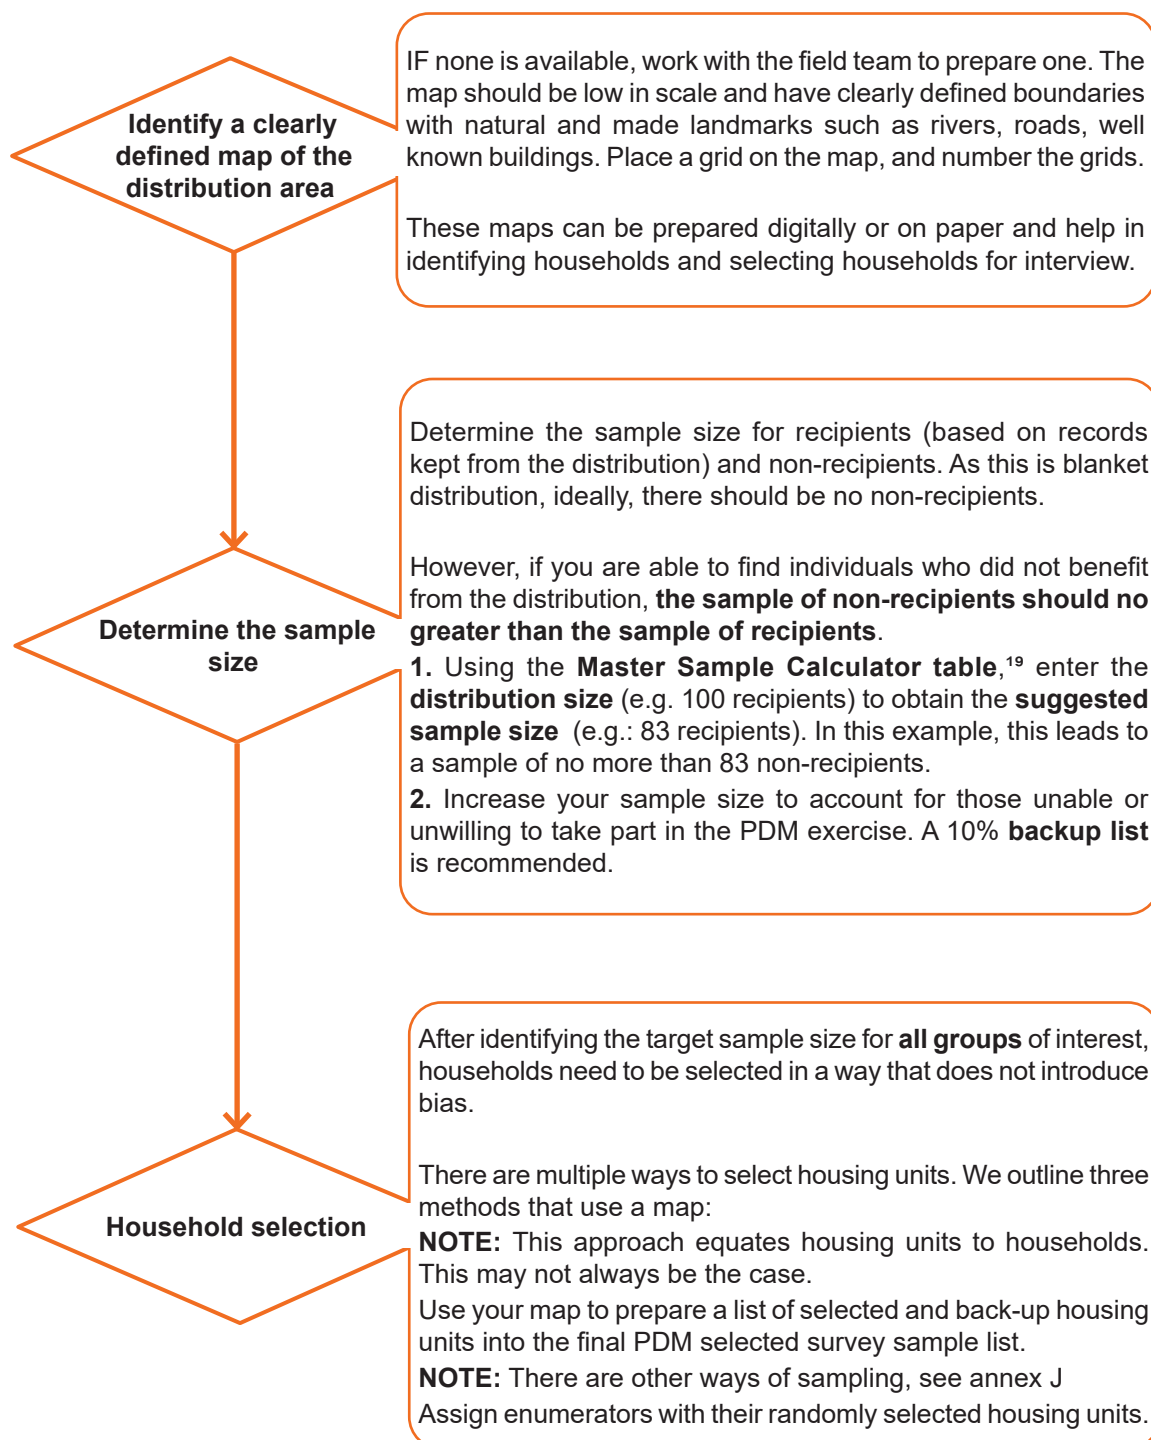 Identify a clearly
defined map of the
distribution area
IF none is available, work with the field team to prepare one. The
map should be low in scale and have clearly defined boundaries
with natural and made landmarks such as rivers, roads, well
known buildings. Place a grid on the map, and number the grids.
These maps can be prepared digitally or on paper and help in
identifying households and selecting households for interview.
Determine the sample
size
Determine the sample size for recipients (based on records
kept from the distribution) and non-recipients. As this is blanket
distribution, ideally, there should be no non-recipients.
However, if you are able to find individuals who did not benefit
from the distribution, the sample of non-recipients should no
greater than the sample of recipients.
1. Using the Master Sample Calculator table,¹⁹ enter the
distribution size (e.g. 100 recipients) to obtain the suggested
sample size (e.g.: 83 recipients). In this example, this leads to
a sample of no more than 83 non-recipients.
2. Increase your sample size to account for those unable or
unwilling to take part in the PDM exercise. A 10% backup list
is recommended.
Household selection
After identifying the target sample size for all groups of interest,
households need to be selected in a way that does not introduce
bias.
There are multiple ways to select housing units. We outline three
methods that use a map:
NOTE: This approach equates housing units to households.
This may not always be the case.
Use your map to prepare a list of selected and back-up housing
units into the final PDM selected survey sample list.
NOTE: There are other ways of sampling, see annex J
Assign enumerators with their randomly selected housing units.